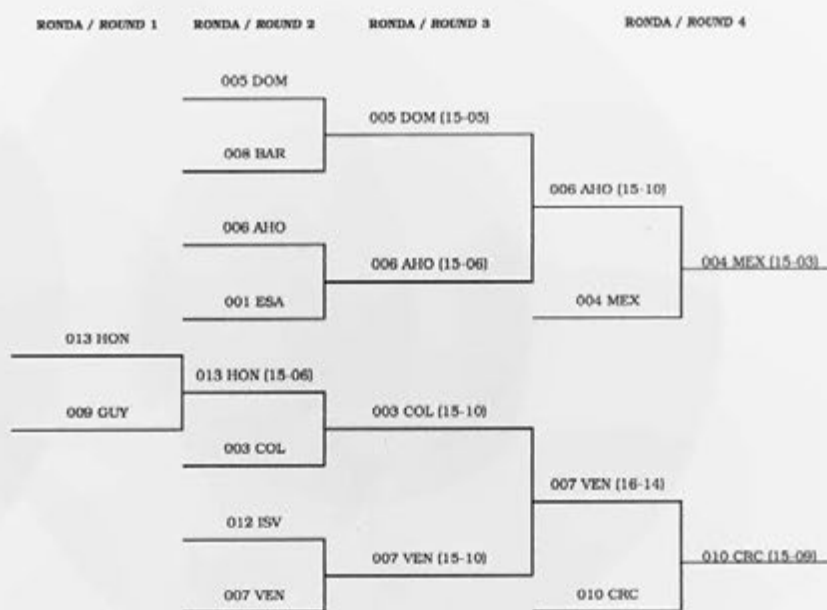 RONDA / ROUND 1 RONDA / ROUND 2 RONDA / ROUND 3 RONDA / ROUND 4
005 DOM
005 DOM (15-05)
008 BAR
006 AHO (15-10)
006 AHO
006 AHO (15-06)
004 MEX (15-03)
001 ESA
004 MEX
013 HON
013 HON (15-06)
009 GUY
003 COL (15-10)
003 COL
007 VEN (16-14)
012 ISV
007 VEN (15-10)
010 CRC (15-09)
007 VEN
010 CRC